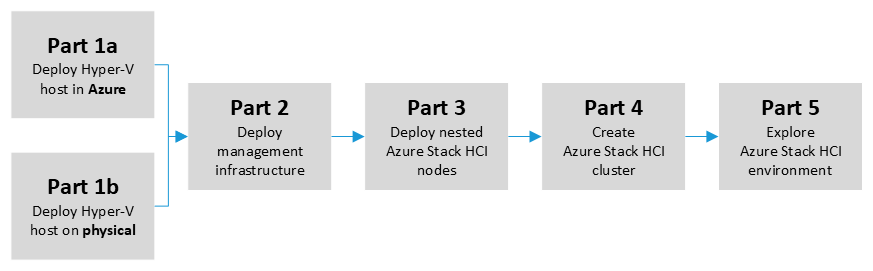 Part 1a
Deploy Hyper-V
host in Azure
Part 1b
Deploy Hyper-V
host on physical
Part 2
Deploy
management
infrastructure
Part 3
Deploy nested
Azure Stack HCI
nodes
Part 4
Create
Azure Stack HCI
cluster
Part 5
Explore
Azure Stack HCI
environment